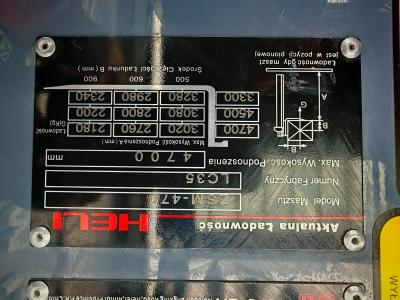 HELI
Aktualna Ładowność
Model Masztu
ZSM-47
Numer Fabryczny
LC35
Max. Wysokość Podnoszenia
4700 mm
Max. Wysokość Podnoszenia A (mm)
Ładowność Q(kg)
4700 3020 2760 2180
4500 3080 2800 2200
3300 3280 2980 2340
500 600 900
Środek Ciężkości Ładunku B (mm)
B
B
G
A
Ładowność gdy maszt
jest w pozycji pionowej
WYŁ